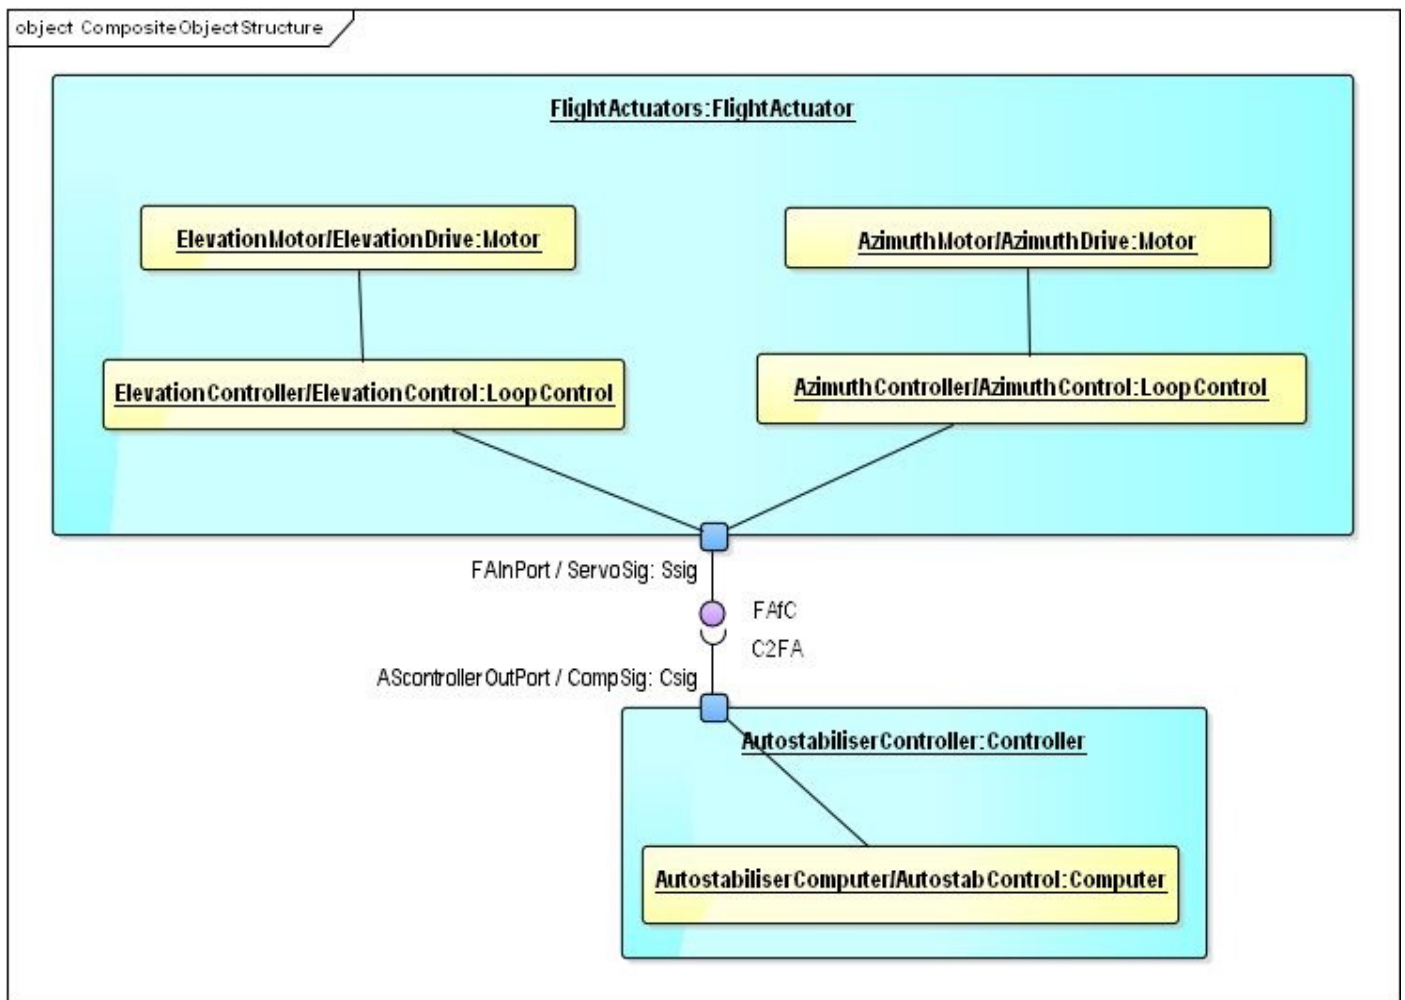 object CompositeObjectStructure
FlightActuators:FlightActuator
ElevationMotor/ElevationDrive:Motor
AzimuthMotor/AzimuthDrive:Motor
ElevationController/ElevationControl:LoopControl
AzimuthController/AzimuthControl:LoopControl
FAInPort / ServoSig: Ssig
FAfC
C2FA
AScontrollerOutPort / CompSig: Csig
AutostabiliserController:Controller
AutostabiliserComputer/AutostabControl:Computer